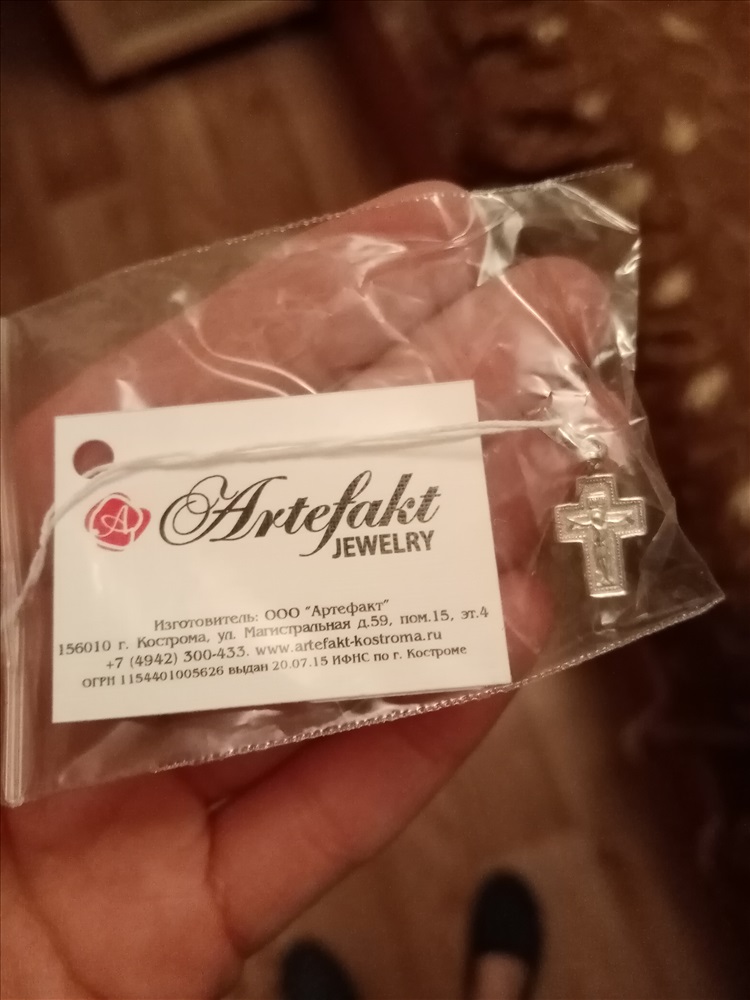 A
Artefakt
JEWELRY
Изготовитель: ООО "Артефакт"
156010 г. Кострома, ул. Магистральная д.59, пом.15, эт.4
+7 (4942) 300-433. www.artefakt-kostroma.ru
ОГРН 1154401005626 выдан 20.07.15 ИФНС по г. Костроме